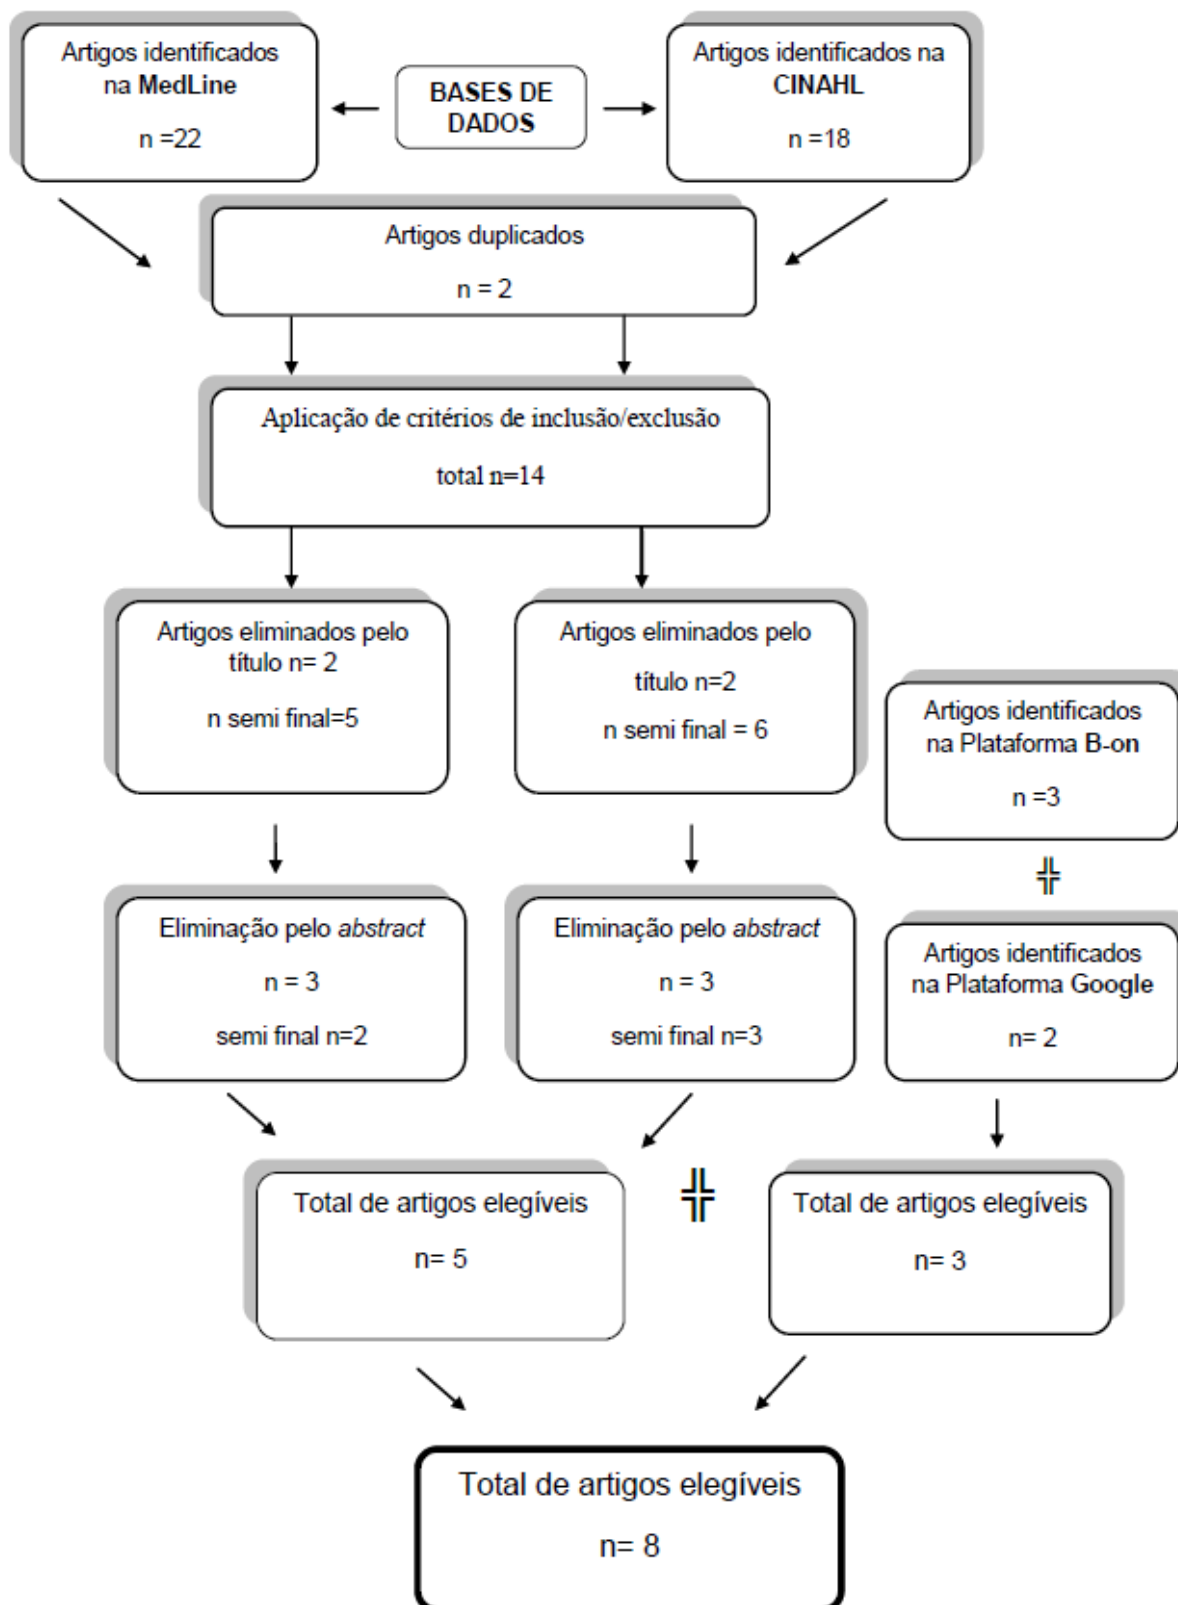 Artigos identificados
na MedLine
n =22
BASES DE
DADOS
Artigos identificados na
CINAHL
n =18
Artigos duplicados
n = 2
Aplicação de critérios de inclusão/exclusão
total n=14
Artigos eliminados pelo
título n= 2
n semi final=5
Artigos eliminados pelo
título n=2
n semi final = 6
Artigos identificados
na Plataforma B-on
n =3
Eliminação pelo abstract
n = 3
semi final n=2
Eliminação pelo abstract
n = 3
semi final n=3
Artigos identificados
na Plataforma Google
n= 2
Total de artigos elegíveis
n= 5
Total de artigos elegíveis
n= 3
Total de artigos elegíveis
n= 8